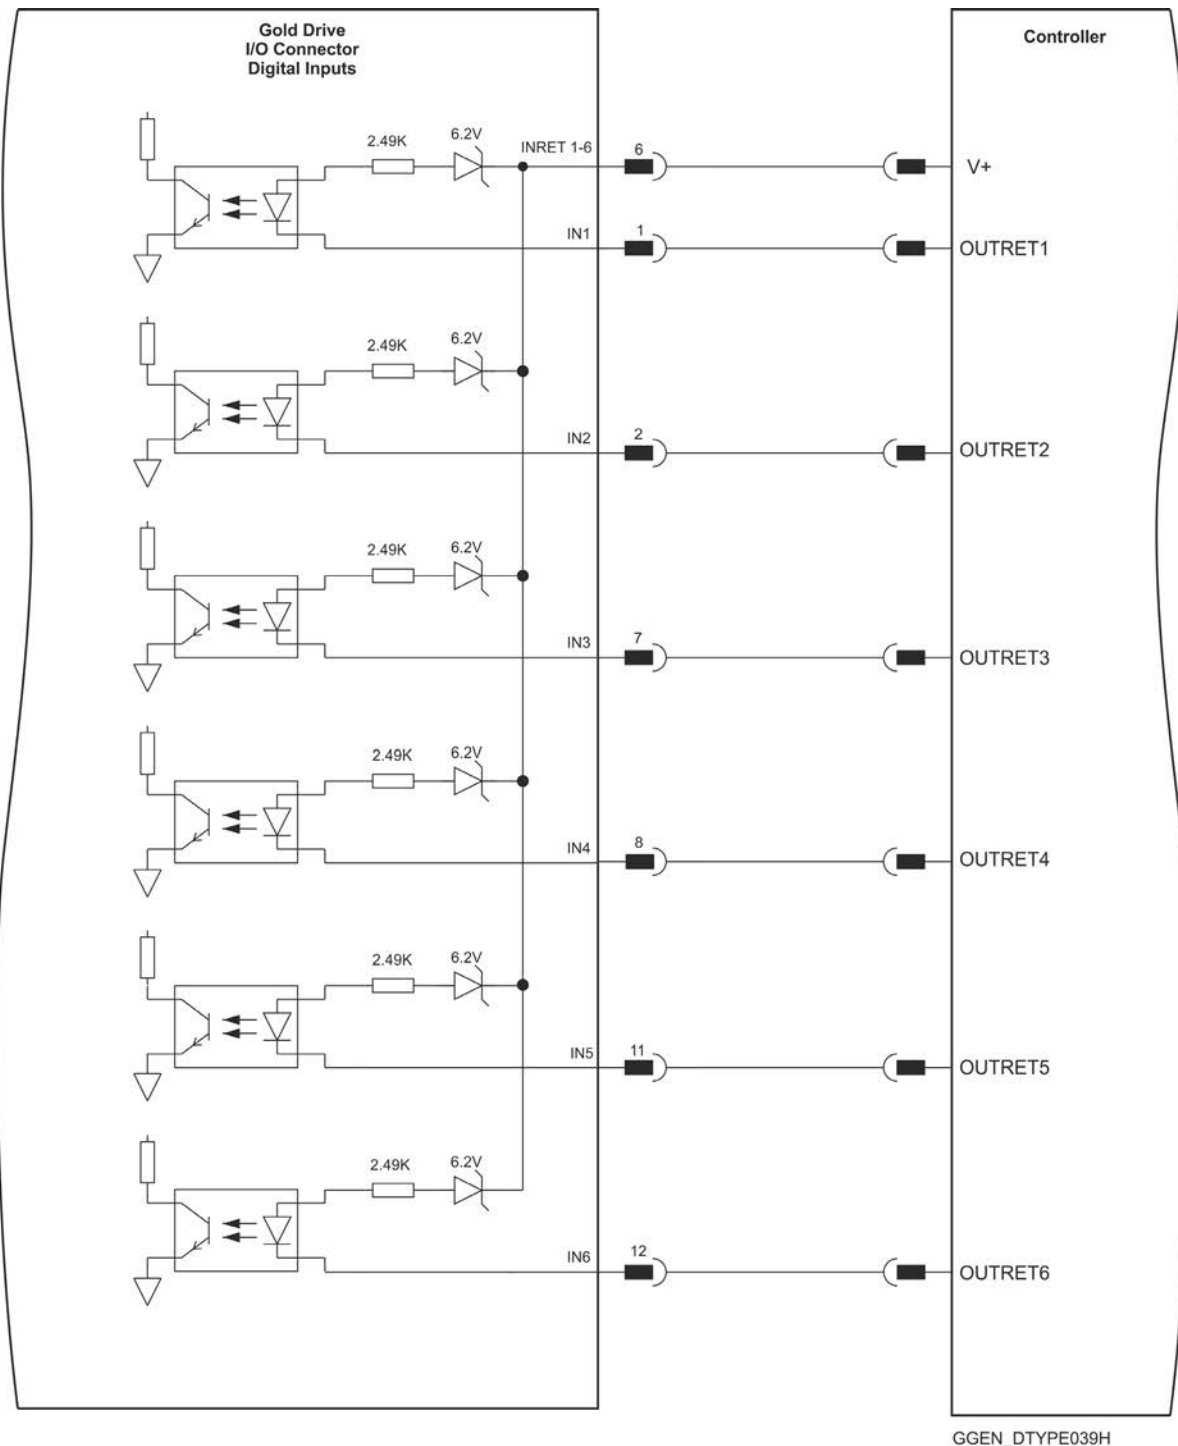 Gold Drive
I/O Connector
Digital Inputs
Controller
2.49K
6.2V
INRET 1-6
6
V+
IN1
1
OUTRET1
2.49K
6.2V
IN2
2
OUTRET2
2.49K
6.2V
IN3
7
OUTRET3
2.49K
6.2V
IN4
8
OUTRET4
2.49K
6.2V
IN5
11
OUTRET5
2.49K
6.2V
IN6
12
OUTRET6
GGEN_DTYPE039H